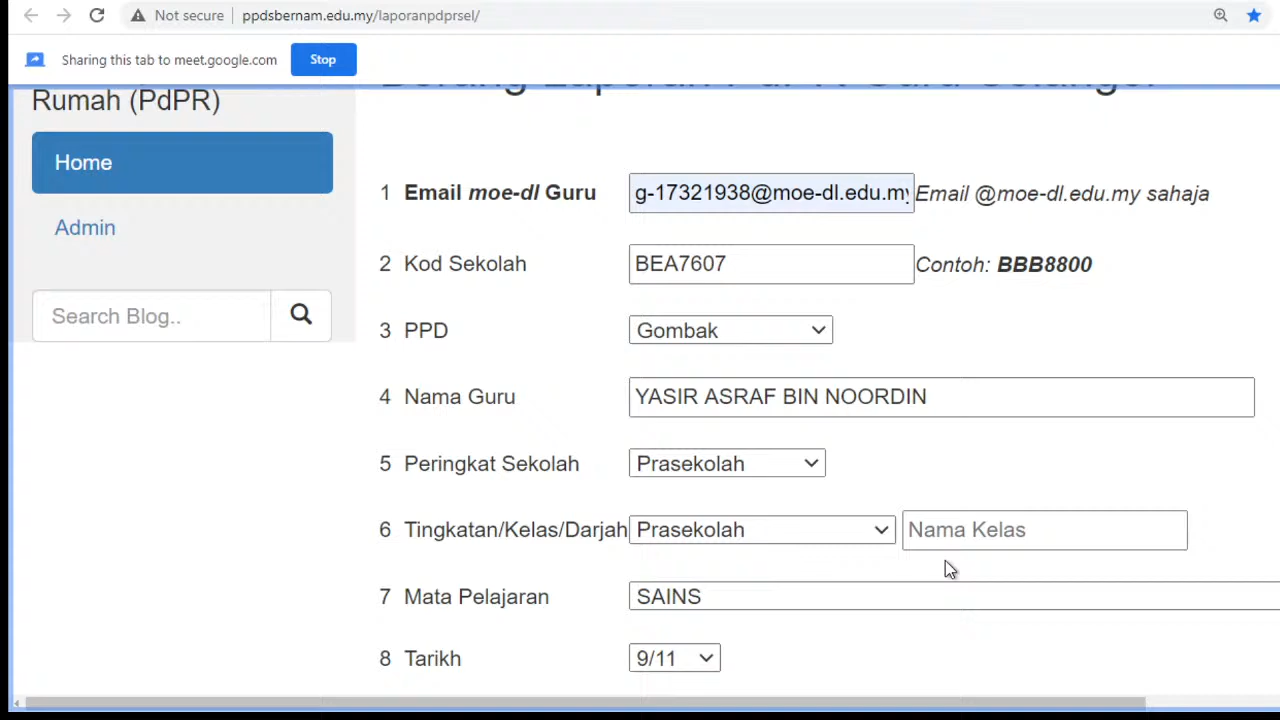 Not secure ppdsbernam.edu.my/laporanpdprsel/
Sharing this tab to meet.google.com Stop
Rumah (PdPR)
Home
Admin
Search Blog..
1 Email moe-dl Guru g-17321938@moe-dl.edu.my Email @moe-dl.edu.my sahaja
2 Kod Sekolah BEA7607 Contoh: BBB8800
3 PPD Gombak
4 Nama Guru YASIR ASRAF BIN NOORDIN
5 Peringkat Sekolah Prasekolah
6 Tingkatan/Kelas/Darjah Prasekolah Nama Kelas
7 Mata Pelajaran SAINS
8 Tarikh 9/11